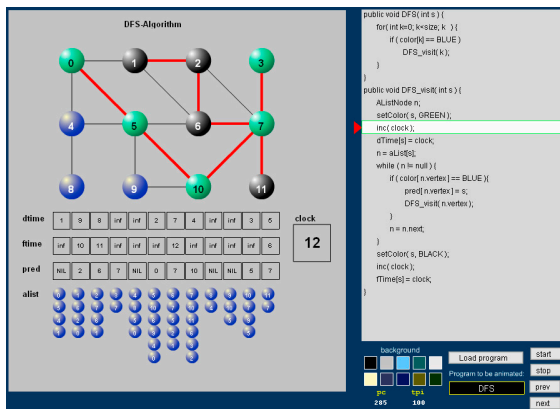 DFS-Algorithm
0 1 2 3
4 5 6 7
8 9 10 11
dtime 1 9 8 inf inf 2 7 4 inf inf 3 5 clock
ftime inf 10 11 inf inf inf 12 inf inf inf inf 6 12
pred NIL 2 6 7 NIL 0 7 10 NIL NIL 5 7
alist
public void DFS( int s ) {
for( int k=0; k<size; k ) {
if ( color[k] == BLUE )
DFS_visit( k );
}
}
public void DFS_visit( int s ) {
AListNode n;
setColor( s, GREEN );
inc( clock );
dTime[s] = clock;
n = aList[s];
while ( n != null ) {
if ( color[ n.vertex ] == BLUE ){
pred[ n.vertex ] = s;
DFS_visit( n.vertex );
}
n = n.next;
}
setColor( s, BLACK );
inc( clock );
fTime[s] = clock;
}
background
pc tpi
285 100
Load program
Program to be animated:
DFS
start
stop
prev
next